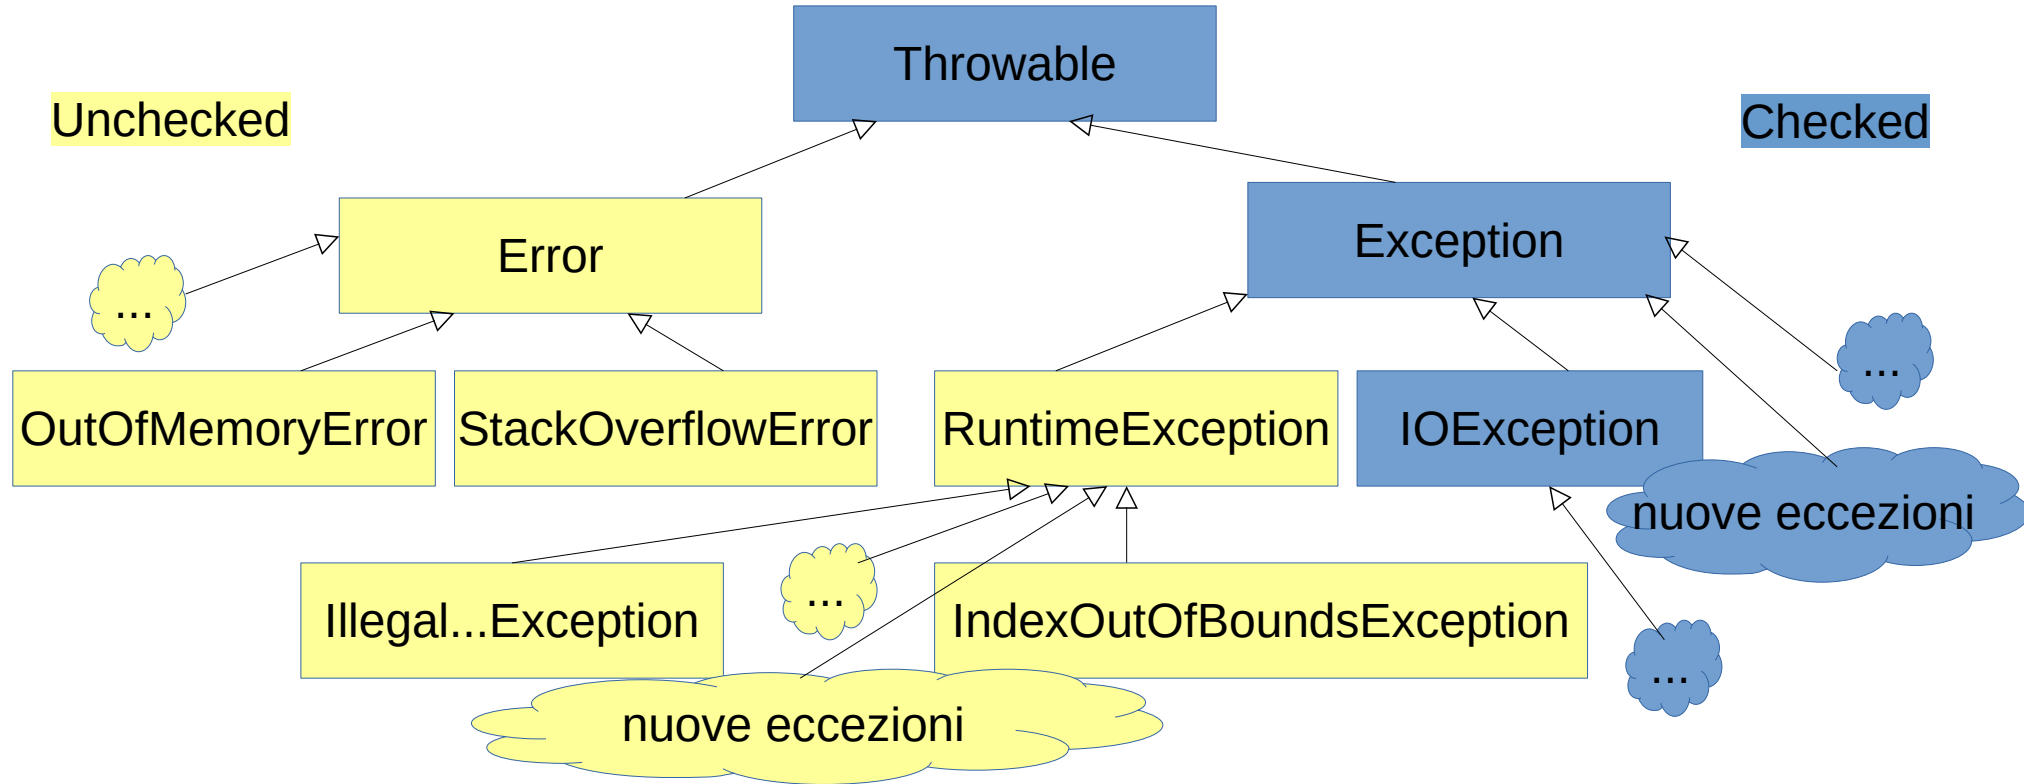 Throwable
Unchecked
Checked
Error
Exception
...
...
OutOfMemoryError
StackOverflowError
RuntimeException
IOException
nuove eccezioni
Illegal...Exception
...
IndexOutOfBoundsException
...
nuove eccezioni